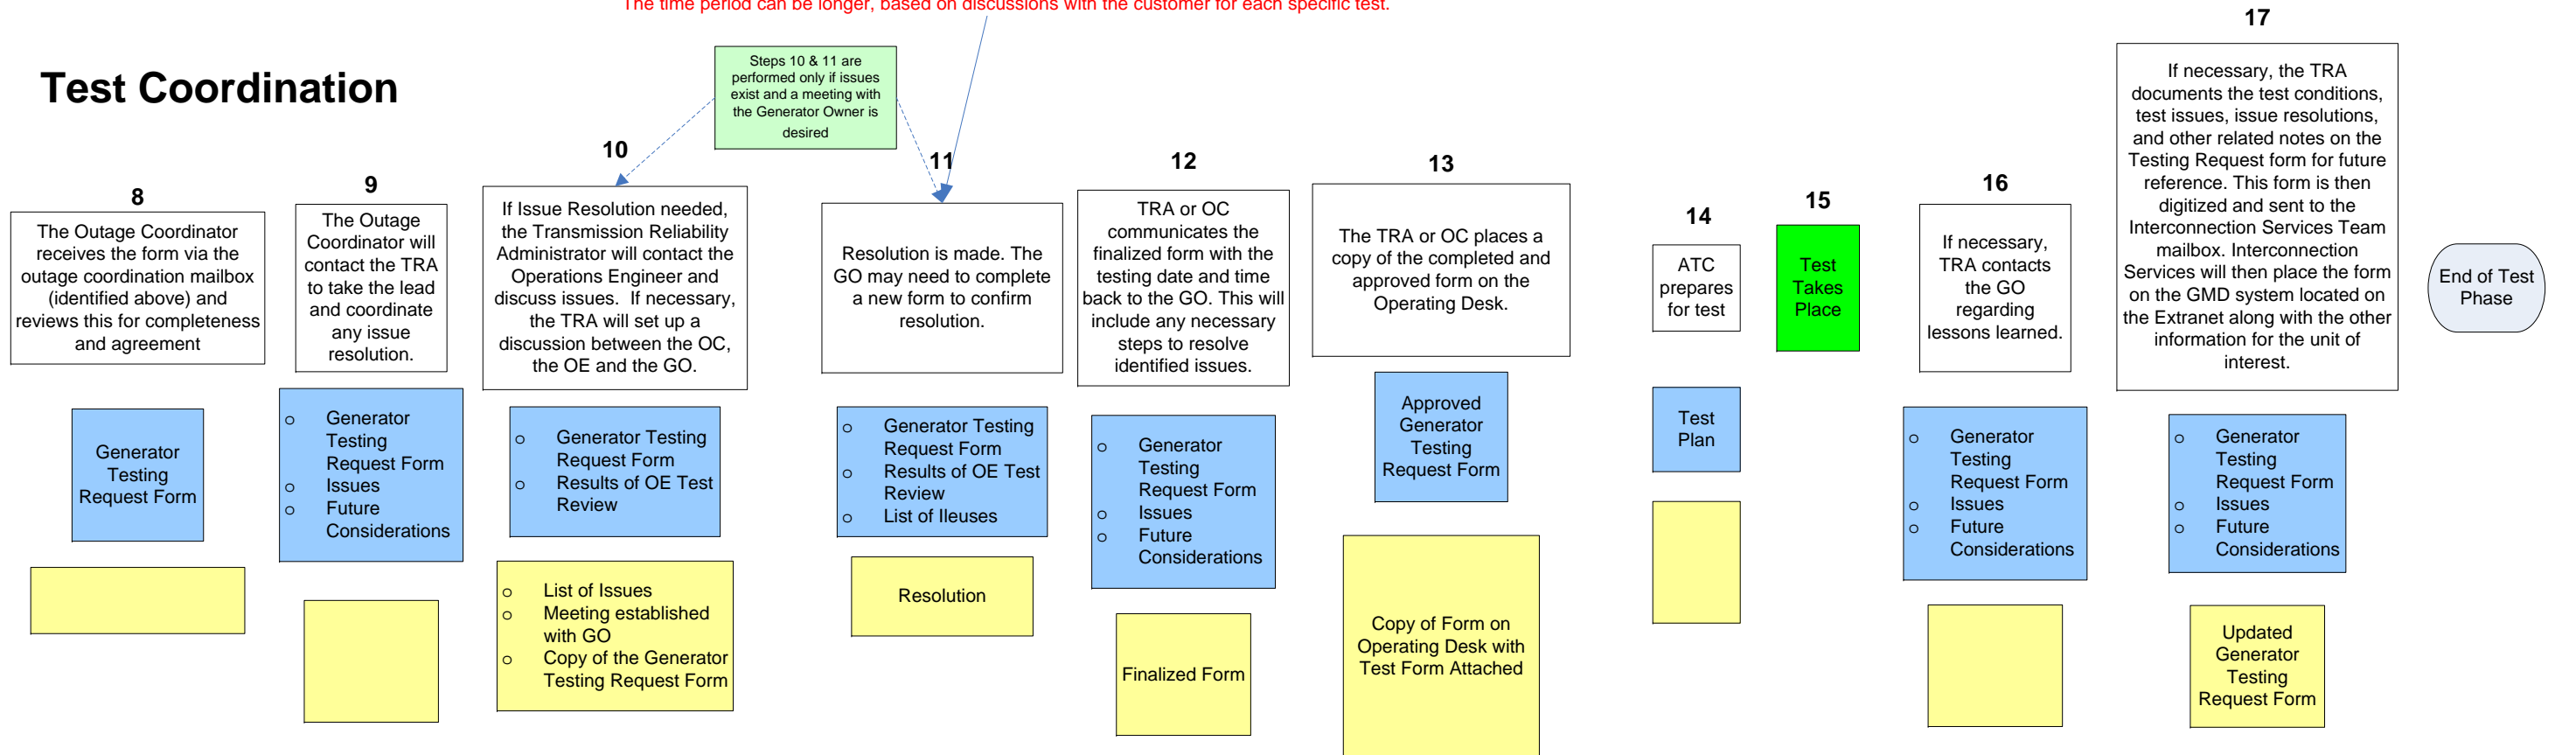 The time period can be longer, based on discussions with the customer for each specific test.
Test Coordination
Steps 10 & 11 are
performed only if issues
exist and a meeting with
the Generator Owner is
desired
8
The Outage Coordinator
receives the form via the
outage coordination mailbox
(identified above) and
reviews this for completeness
and agreement
Generator
Testing
Request Form
9
The Outage
Coordinator will
contact the TRA
to take the lead
and coordinate
any issue
resolution.
o Generator
Testing
Request Form
o Issues
o Future
Considerations
10
If Issue Resolution needed,
the Transmission Reliability
Administrator will contact the
Operations Engineer and
discuss issues.  If necessary,
the TRA will set up a
discussion between the OC,
the OE and the GO.
o Generator Testing
Request Form
o Results of OE Test
Review
o List of Issues
o Meeting established
with GO
o Copy of the Generator
Testing Request Form
11
Resolution is made. The
GO may need to complete
a new form to confirm
resolution.
o Generator Testing
Request Form
o Results of OE Test
Review
o List of Ileuses
Resolution
12
TRA or OC
communicates the
finalized form with the
testing date and time
back to the GO. This will
include any necessary
steps to resolve
identified issues.
o Generator
Testing
Request Form
o Issues
o Future
Considerations
Finalized Form
13
The TRA or OC places a
copy of the completed and
approved form on the
Operating Desk.
Approved
Generator
Testing
Request Form
Copy of Form on
Operating Desk with
Test Form Attached
14
ATC
prepares
for test
Test
Plan
15
Test
Takes
Place
16
If necessary,
TRA contacts
the GO
regarding
lessons learned.
o Generator
Testing
Request Form
o Issues
o Future
Considerations
17
If necessary, the TRA
documents the test conditions,
test issues, issue resolutions,
and other related notes on the
Testing Request form for future
reference. This form is then
digitized and sent to the
Interconnection Services Team
mailbox. Interconnection
Services will then place the form
on the GMD system located on
the Extranet along with the other
information for the unit of
interest.
o Generator
Testing
Request Form
o Issues
o Future
Considerations
Updated
Generator
Testing
Request Form
End of Test
Phase